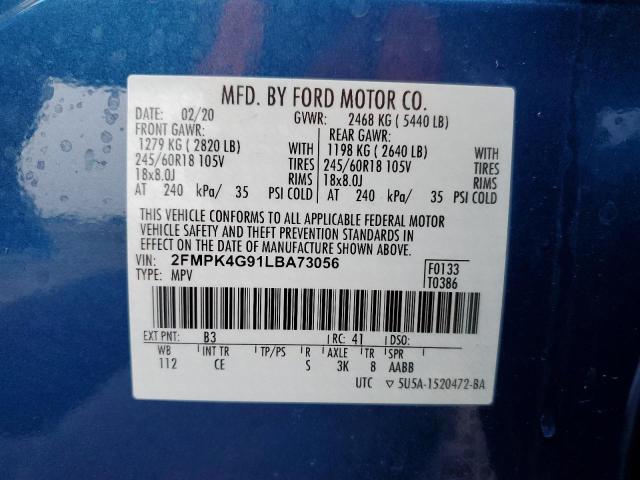 MFD. BY FORD MOTOR CO.
DATE: 02/20 GVWR: 2468 KG ( 5440 LB)
FRONT GAWR: REAR GAWR:
1279 KG ( 2820 LB) WITH 1198 KG ( 2640 LB) WITH
245/60R18 105V TIRES 245/60R18 105V TIRES
18x8.0J RIMS 18x8.0J RIMS
AT 240 kPa/ 35 PSI COLD AT 240 kPa/ 35 PSI COLD
THIS VEHICLE CONFORMS TO ALL APPLICABLE FEDERAL MOTOR
VEHICLE SAFETY AND THEFT PREVENTION STANDARDS IN
EFFECT ON THE DATE OF MANUFACTURE SHOWN ABOVE.
VIN: 2FMPK4G91LBA73056 F0133
TYPE: MPV T0386
EXT PNT: B3 RC: 41 DSO:
WB INT TR TP/PS R AXLE TR SPR
112 CE S 3K 8 AABB
UTC 5U5A-1520472-BA